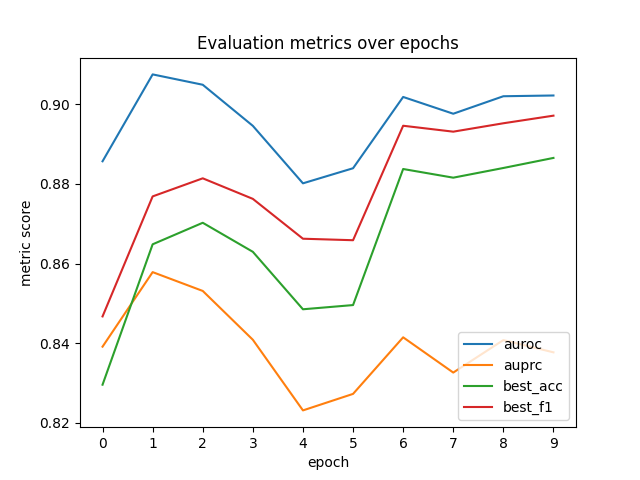 Evaluation metrics over epochs
metric score
0.90
0.88
0.86
0.84
0.82
0 1 2 3 4 5 6 7 8 9
epoch
auroc
auprc
best_acc
best_f1